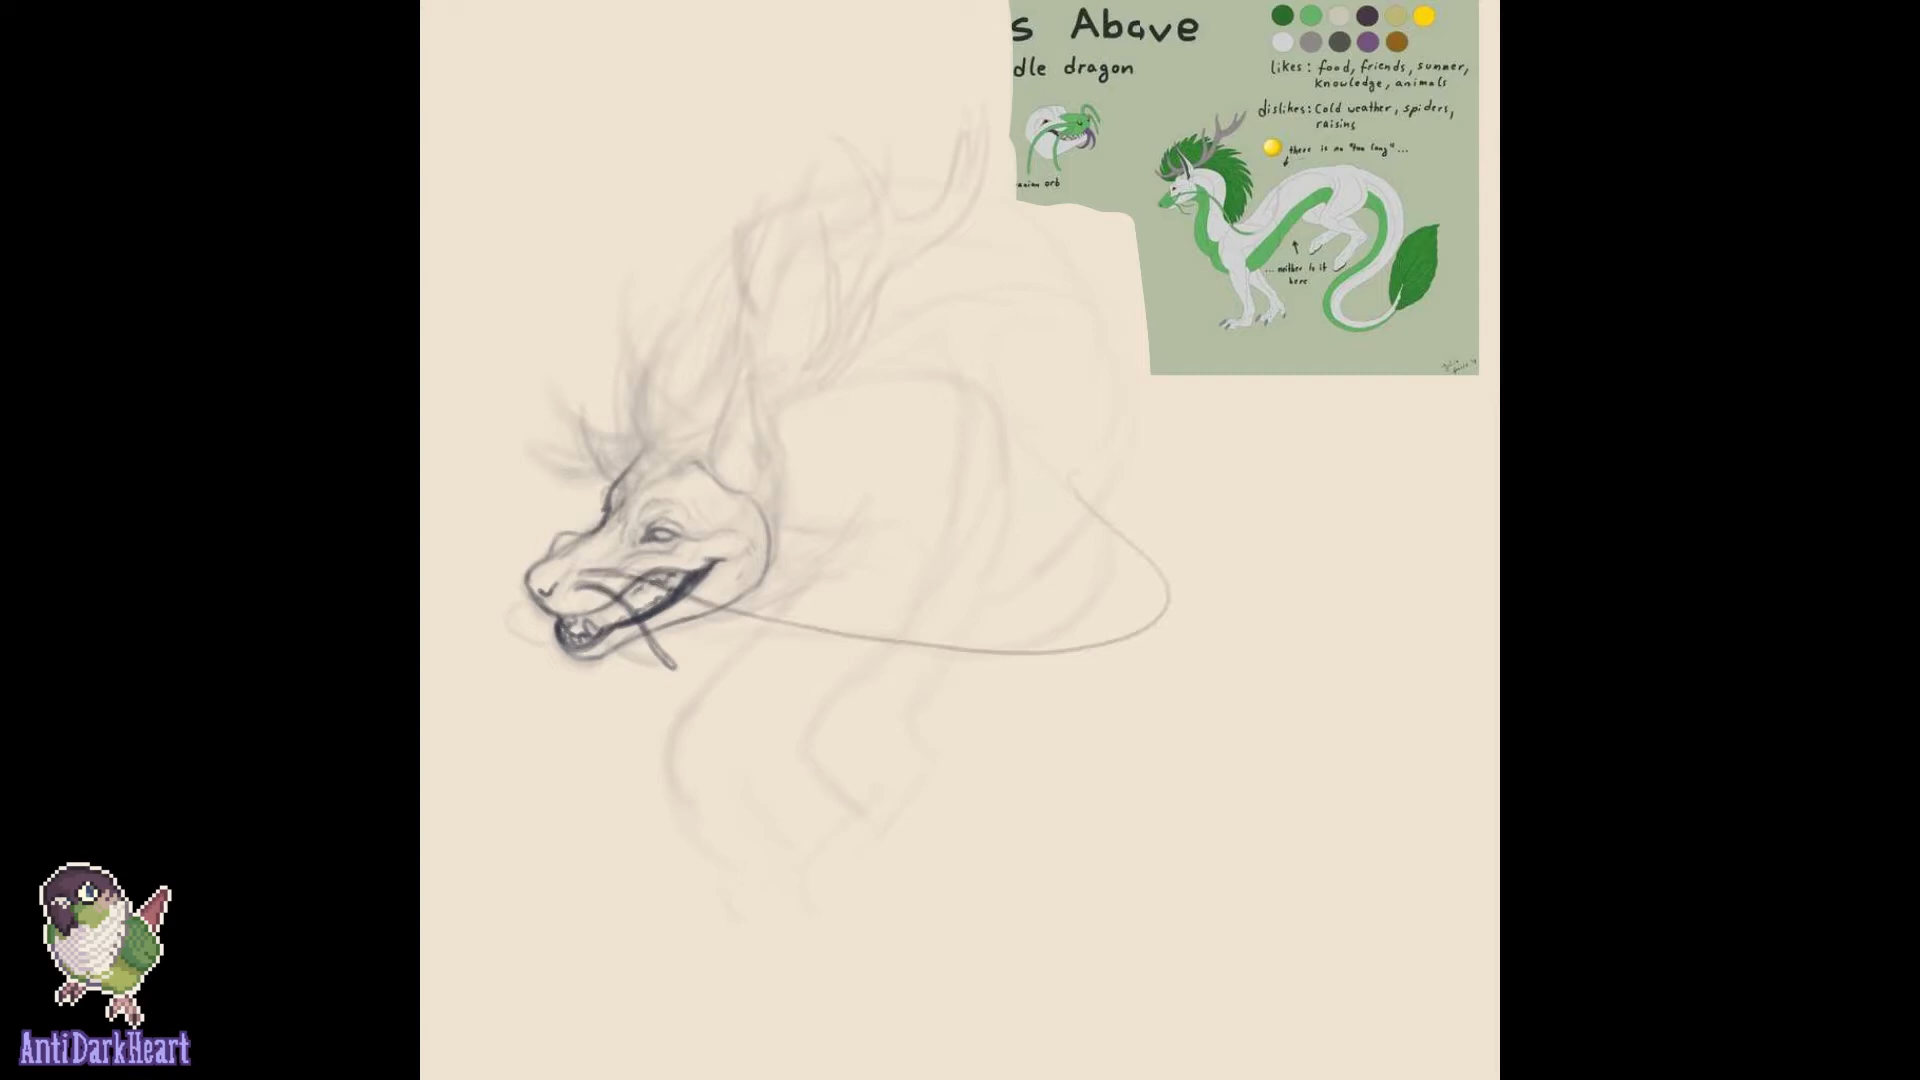 s Above
dle dragon
likes: food, friends, summer,
knowledge, animals
dislikes: Cold weather, spiders,
raisins
there is no "too long"...
orb
... neither is it
here
AntiDarkHeart